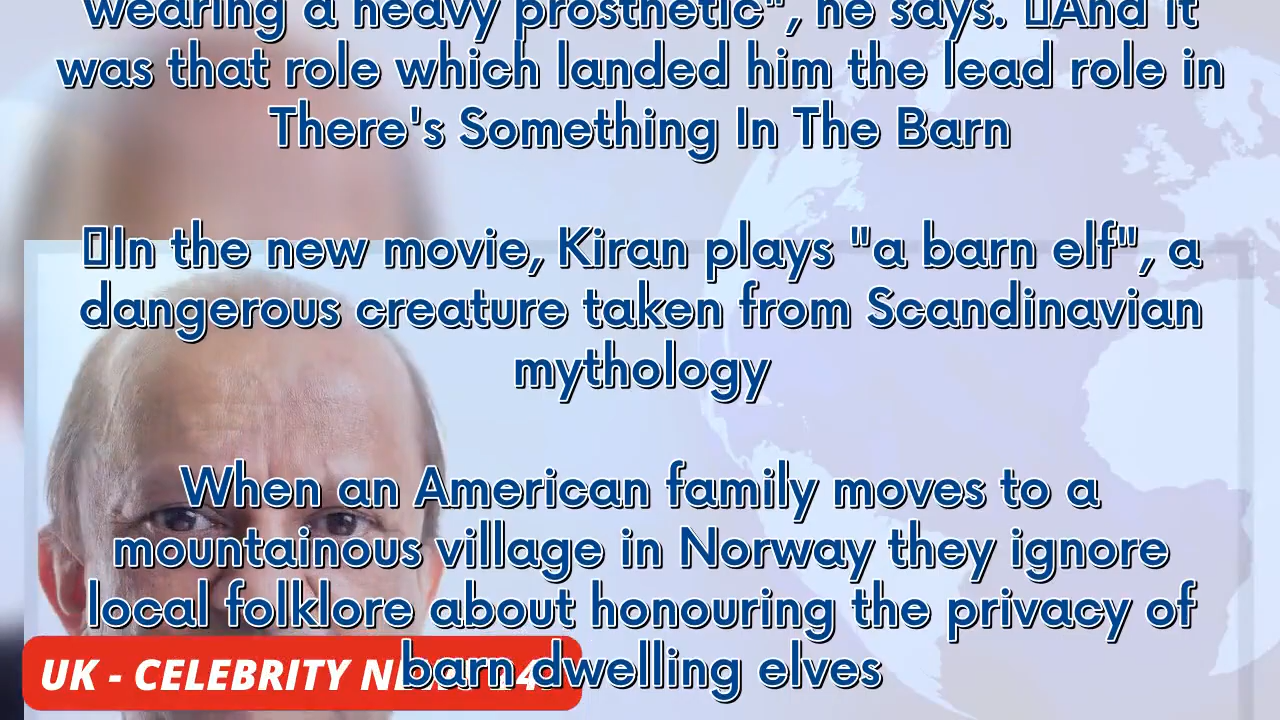 wearing a heavy prosthetic", he says. And it
was that role which landed him the lead role in
There's Something In The Barn
In the new movie, Kiran plays "a barn elf", a
dangerous creature taken from Scandinavian
mythology
When an American family moves to a
mountainous village in Norway they ignore
local folklore about honouring the privacy of
barn dwelling elves
UK - CELEBRITY